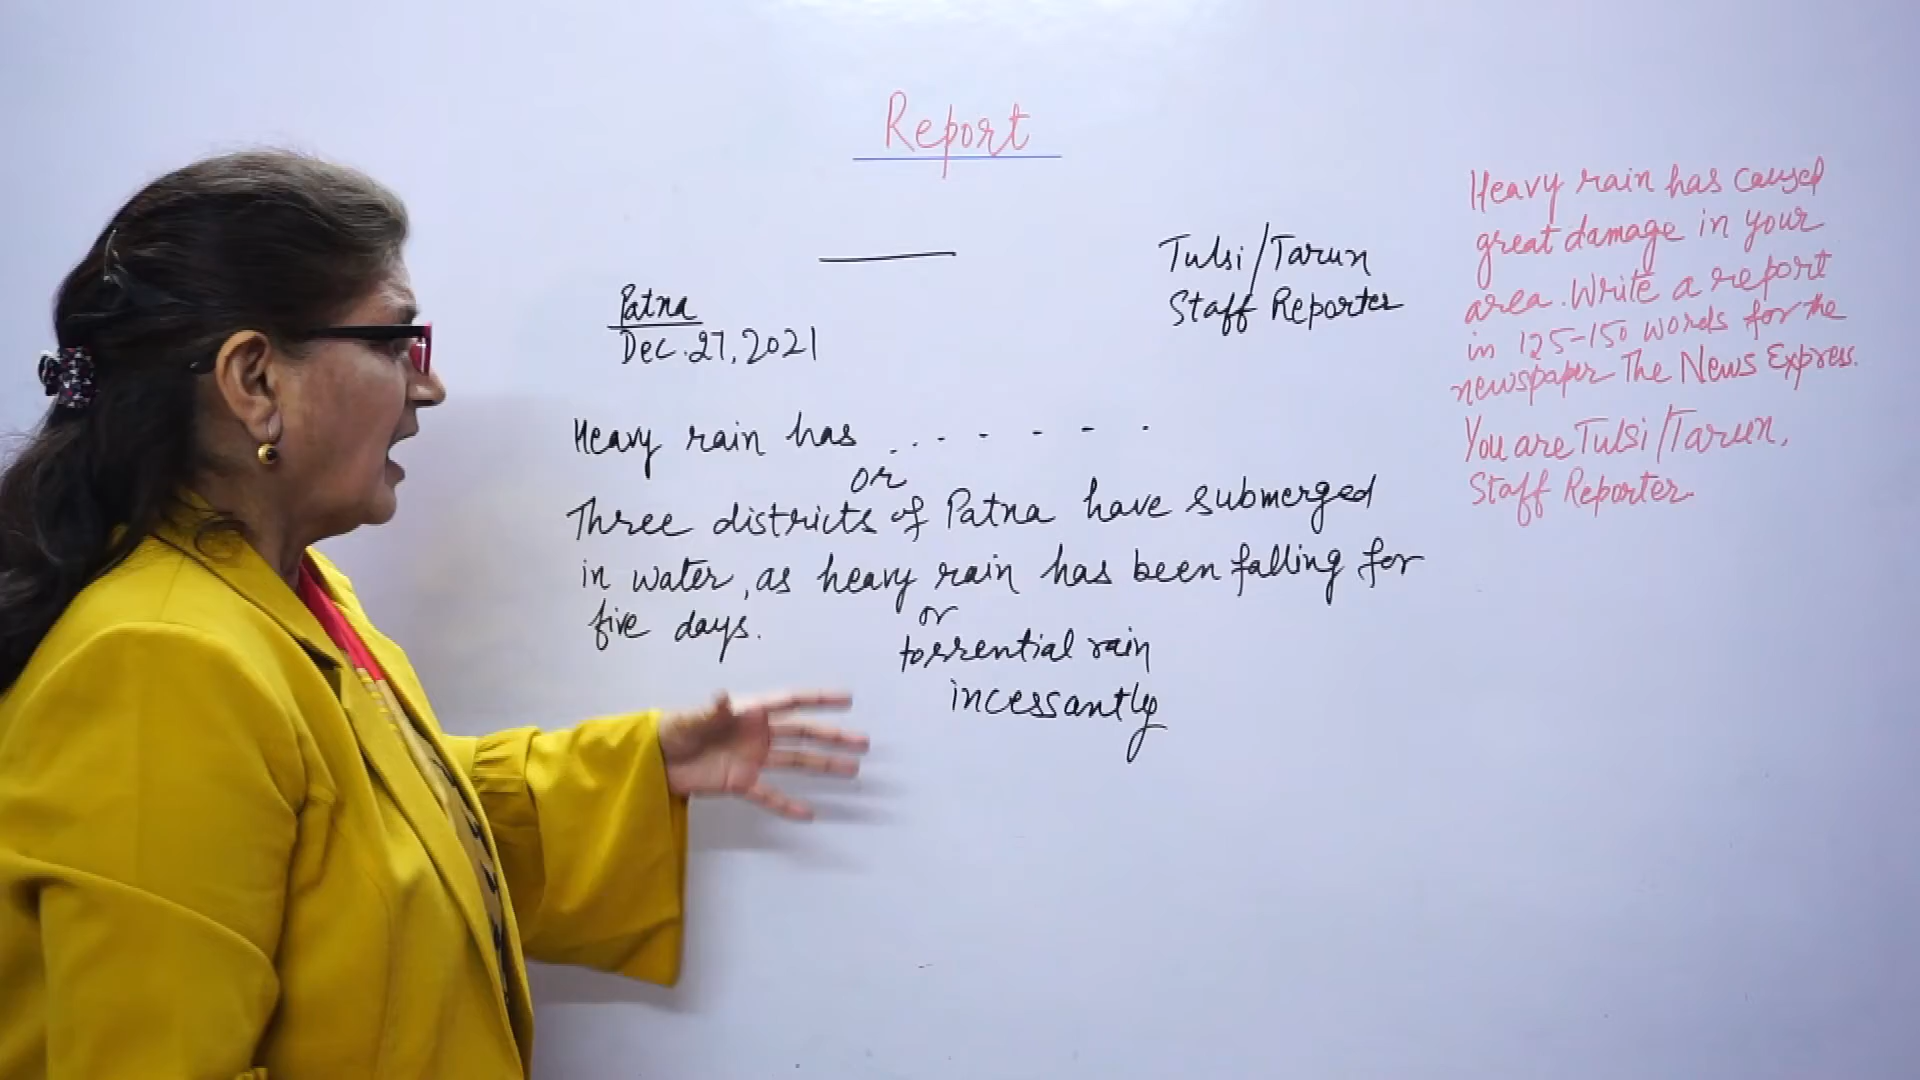 Report
Tulsi/Tarun
Staff Reporter
Patna
Dec. 27, 2021
Heavy rain has . . - - - - .
or
Three districts of Patna have submerged
in water, as heavy rain has been falling for
five days.
or
torrential rain
incessantly
Heavy rain has caused
great damage in your
area. Write a report
in 125-150 words for the
newspaper The News Express.
You are Tulsi/Tarun,
Staff Reporter.